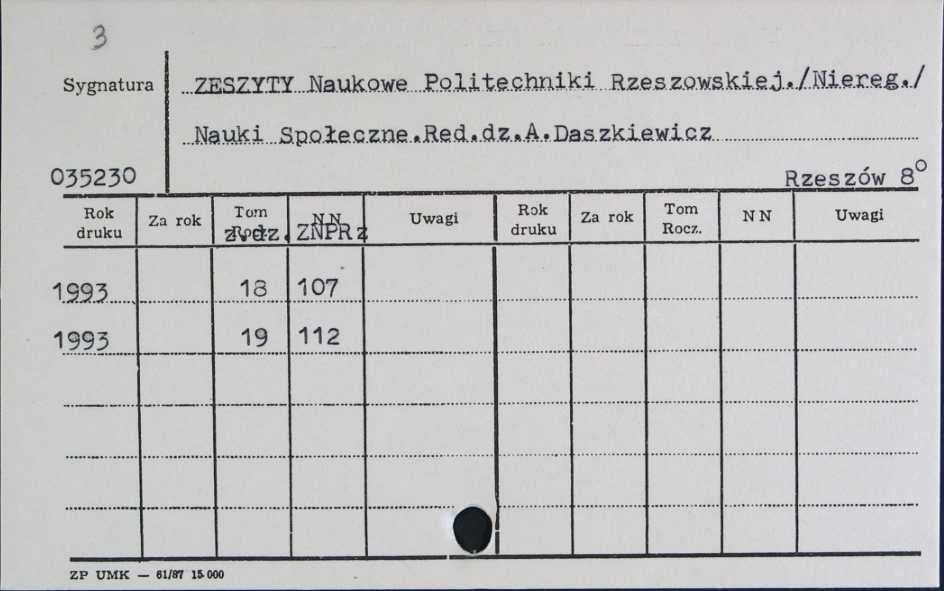 3
Sygnatura ZESZYTY Naukowe Politechniki Rzeszowskiej./Niereg./
Nauki Społeczne.Red.dz.A.Daszkiewicz
035230 Rzeszów 8°
Rok druku Za rok Tom Rocz. NN Uwagi Rok druku Za rok Tom Rocz. NN Uwagi
z.dz. ZNPRz
1993 18 107
1993 19 112
ZP UMK — 61/87 15 000